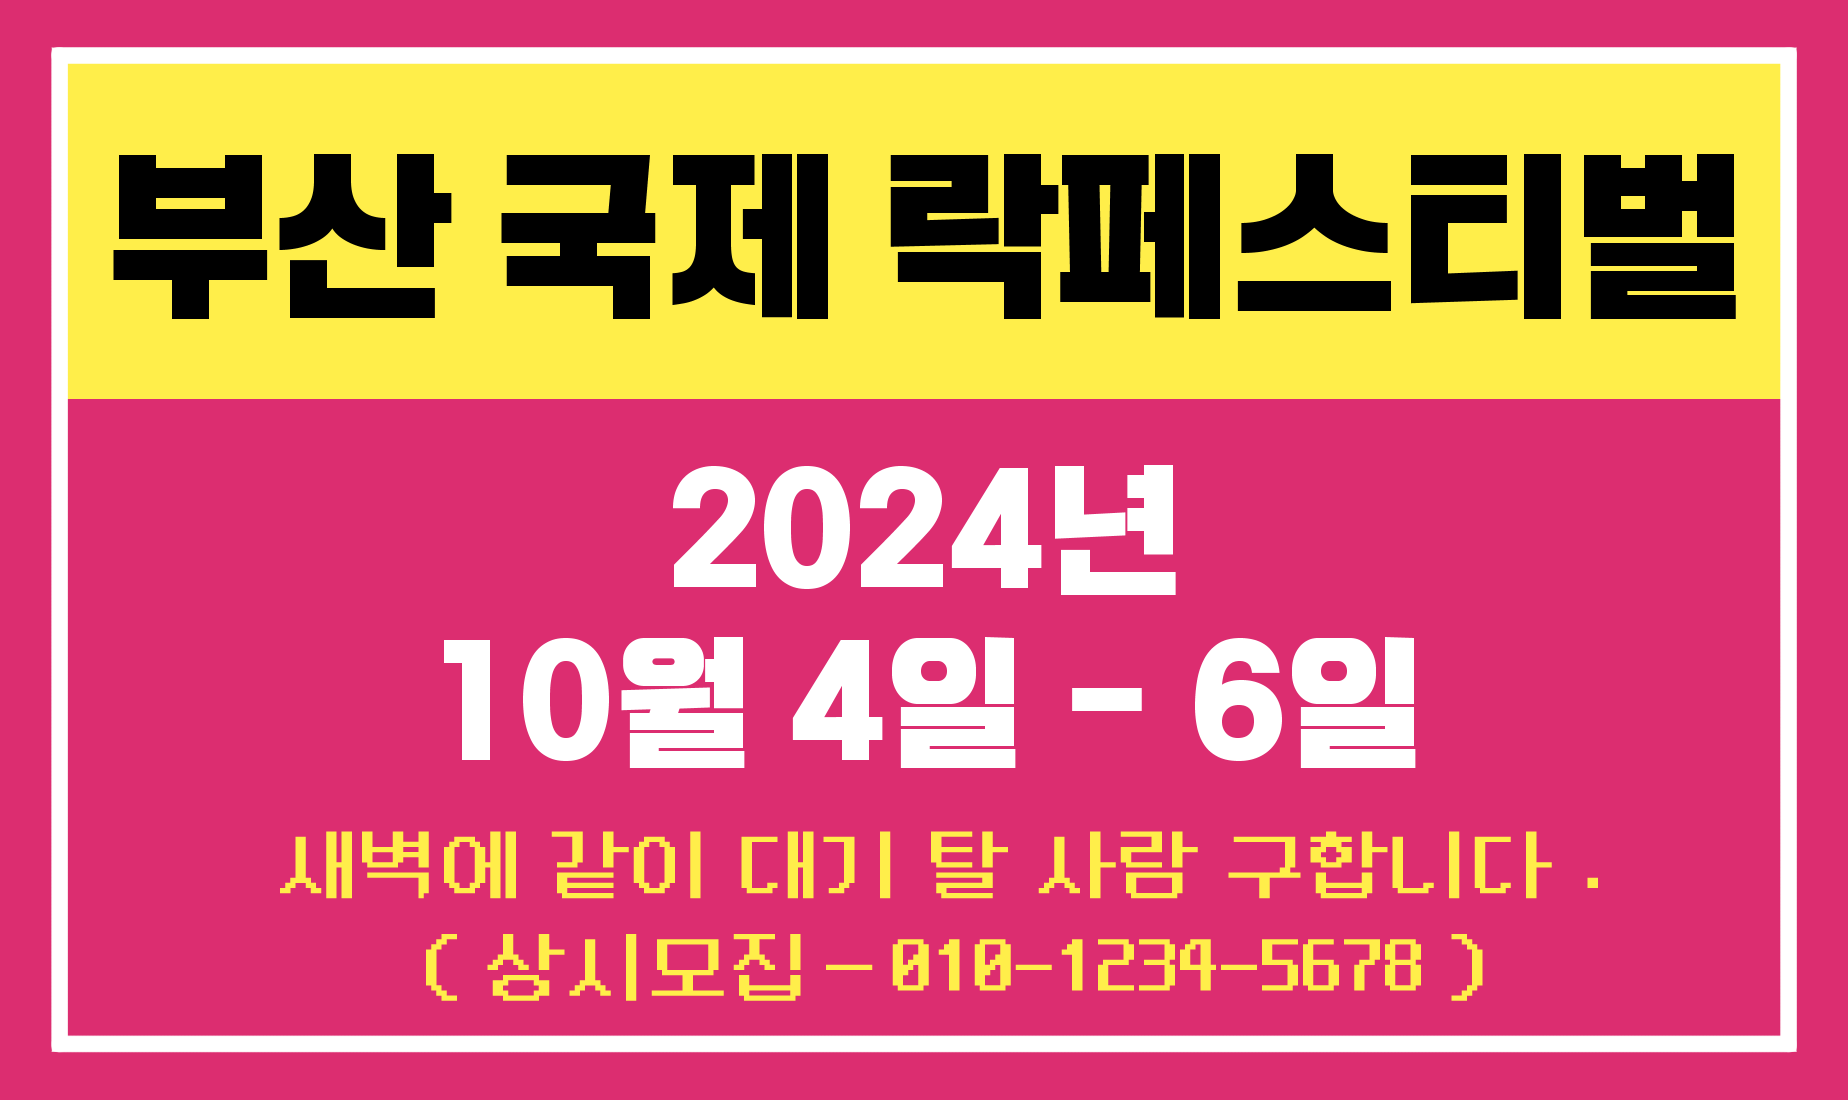 부산 국제 락페스티벌
2024년
10월 4일 - 6일
새벽에 같이 대기 탈 사람 구합니다 .
( 상시모집 - 010-1234-5678 )